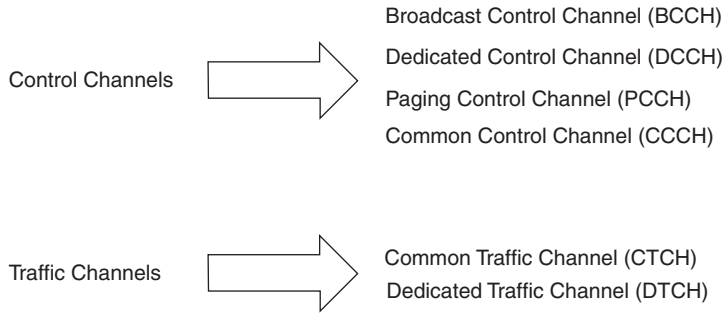 Control Channels
Broadcast Control Channel (BCCH)
Dedicated Control Channel (DCCH)
Paging Control Channel (PCCH)
Common Control Channel (CCCH)
Traffic Channels
Common Traffic Channel (CTCH)
Dedicated Traffic Channel (DTCH)